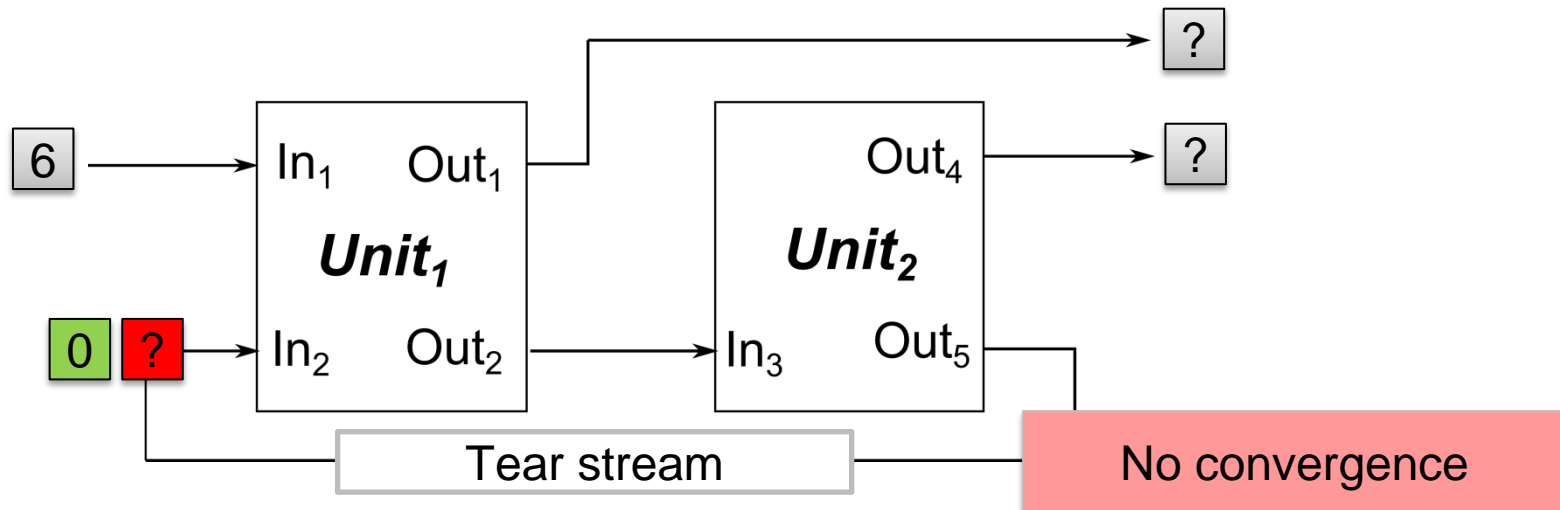 ?
6
In₁
Out₁
Unit₁
0
?
In₂
Out₂
Out₄
?
Unit₂
In₃
Out₅
Tear stream
No convergence